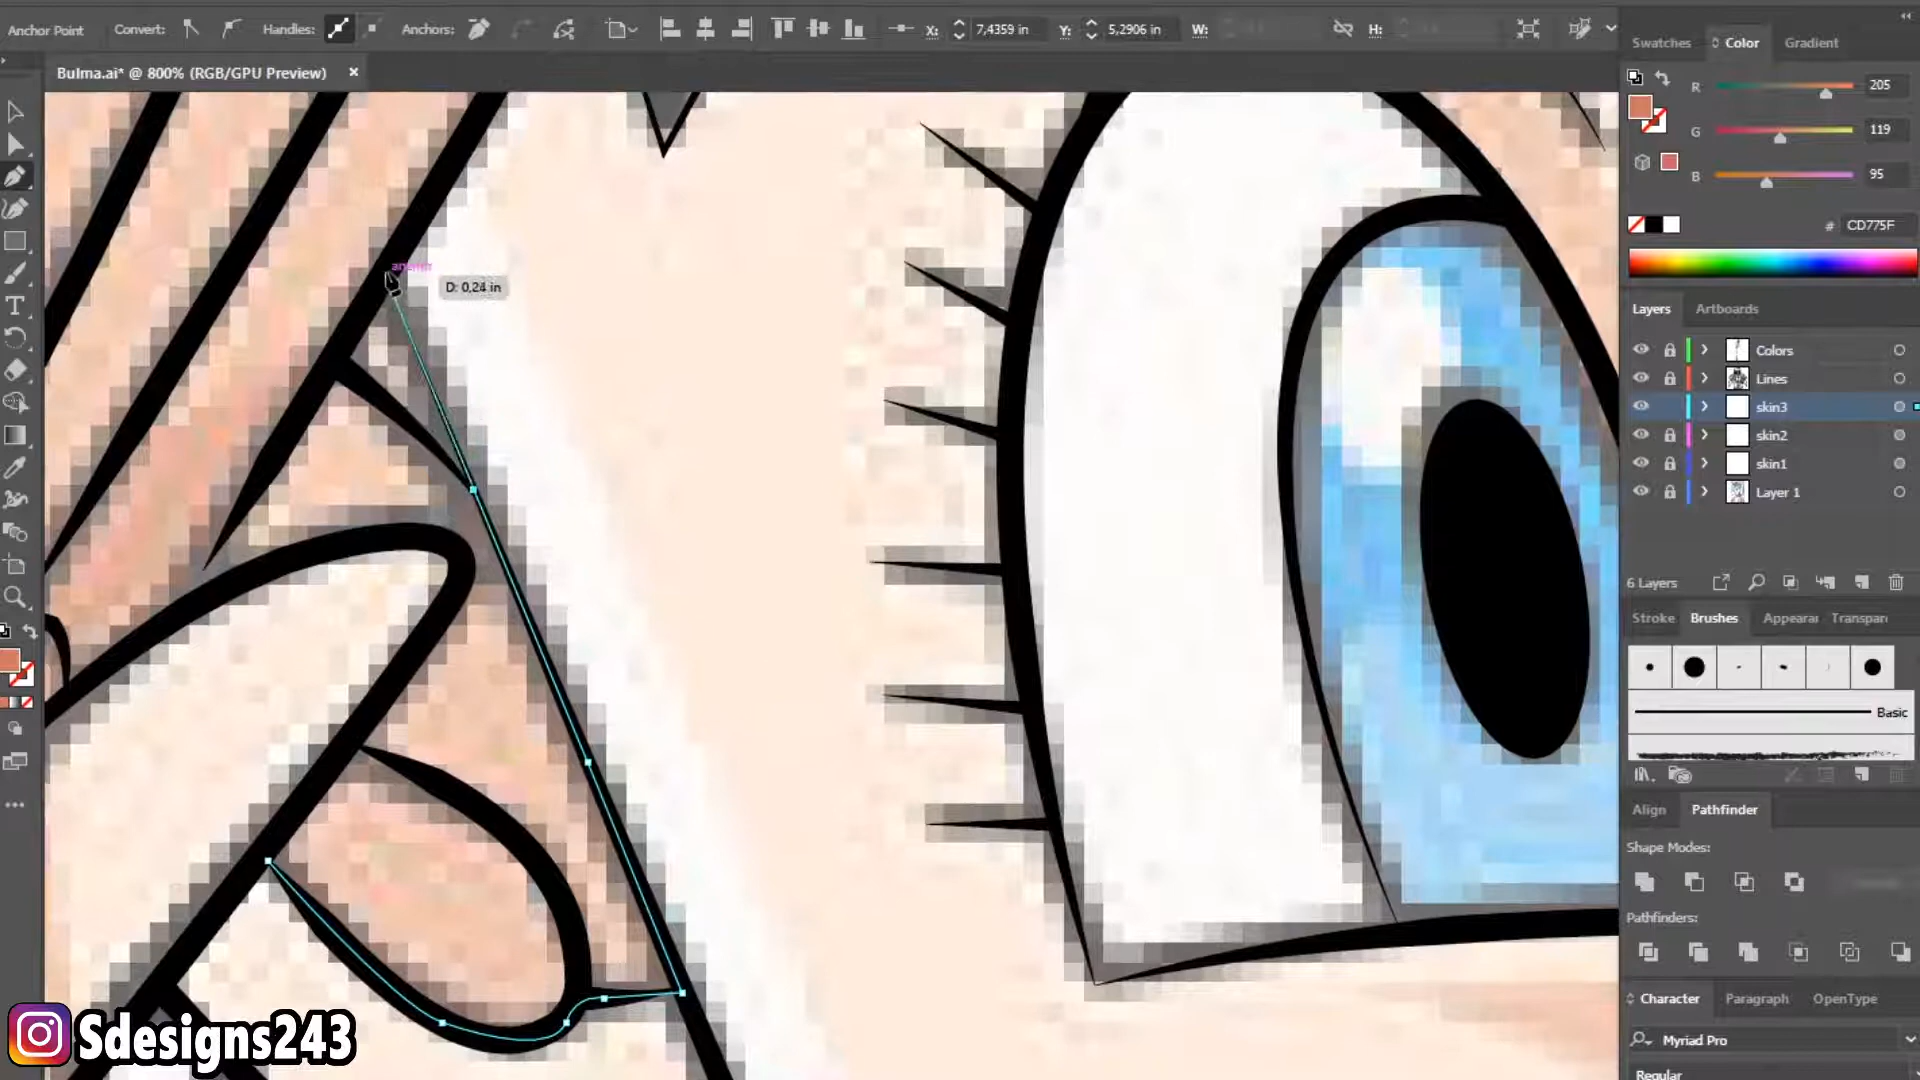 Anchor Point Convert: Handles: Anchors: X: 7,4359 in Y: 5,2906 in W: H:
Bulma.ai* @ 800% (RGB/GPU Preview) ×
Swatches Color Gradient
R 205
G 119
B 95
# CD775F
D: 0,24 in
Layers Artboards
Colors
Lines
skin3
skin2
skin1
Layer 1
6 Layers
Stroke Brushes Appearar Transpar
Basic
Align Pathfinder
Shape Modes:
Pathfinders:
Character Paragraph OpenType
Myriad Pro
Regular
Sdesigns243